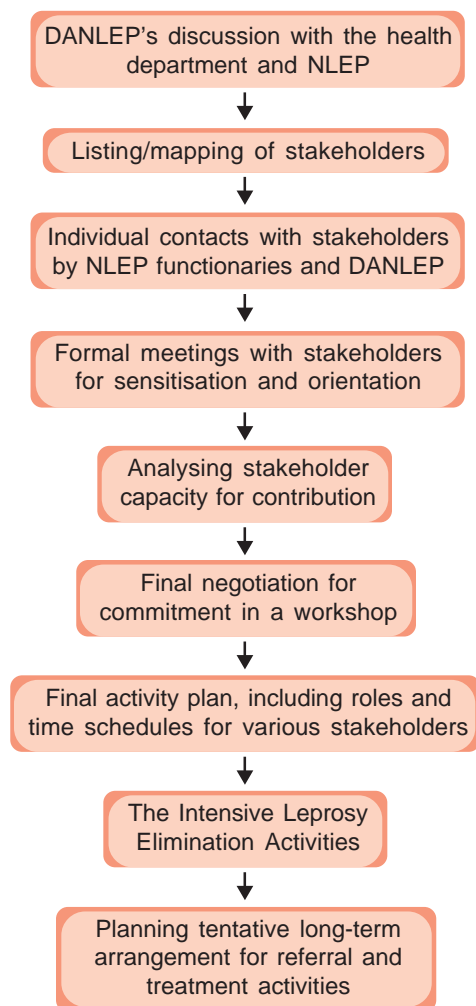 DANLEP's discussion with the health
department and NLEP
Listing/mapping of stakeholders
Individual contacts with stakeholders
by NLEP functionaries and DANLEP
Formal meetings with stakeholders
for sensitisation and orientation
Analysing stakeholder
capacity for contribution
Final negotiation for
commitment in a workshop
Final activity plan, including roles and
time schedules for various stakeholders
The Intensive Leprosy
Elimination Activities
Planning tentative long-term
arrangement for referral and
treatment activities